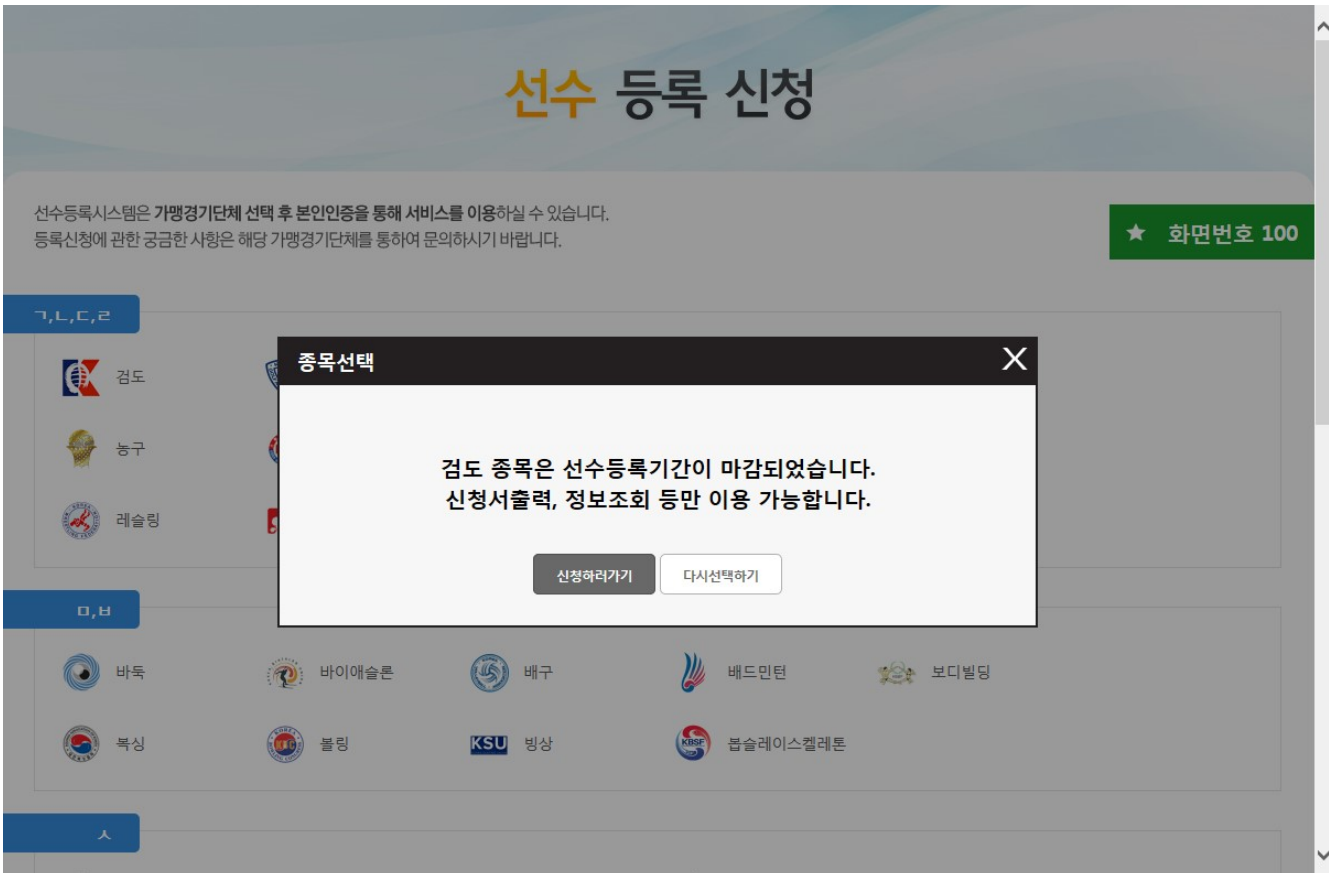 선수 등록 신청
선수등록시스템은 가맹경기단체 선택 후 본인인증을 통해 서비스를 이용하실 수 있습니다.
등록신청에 관한 궁금한 사항은 해당 가맹경기단체를 통하여 문의하시기 바랍니다.
★ 화면번호 100
ㄱ,ㄴ,ㄷ,ㄹ
검도
농구
레슬링
종목선택 X
검도 종목은 선수등록기간이 마감되었습니다.
신청서출력, 정보조회 등만 이용 가능합니다.
신청하러가기 다시선택하기
ㅁ,ㅂ
바둑 바이애슬론 배구 배드민턴 보디빌딩
복싱 볼링 KSU 빙상 KBSF 봅슬레이스켈레톤
ㅅ